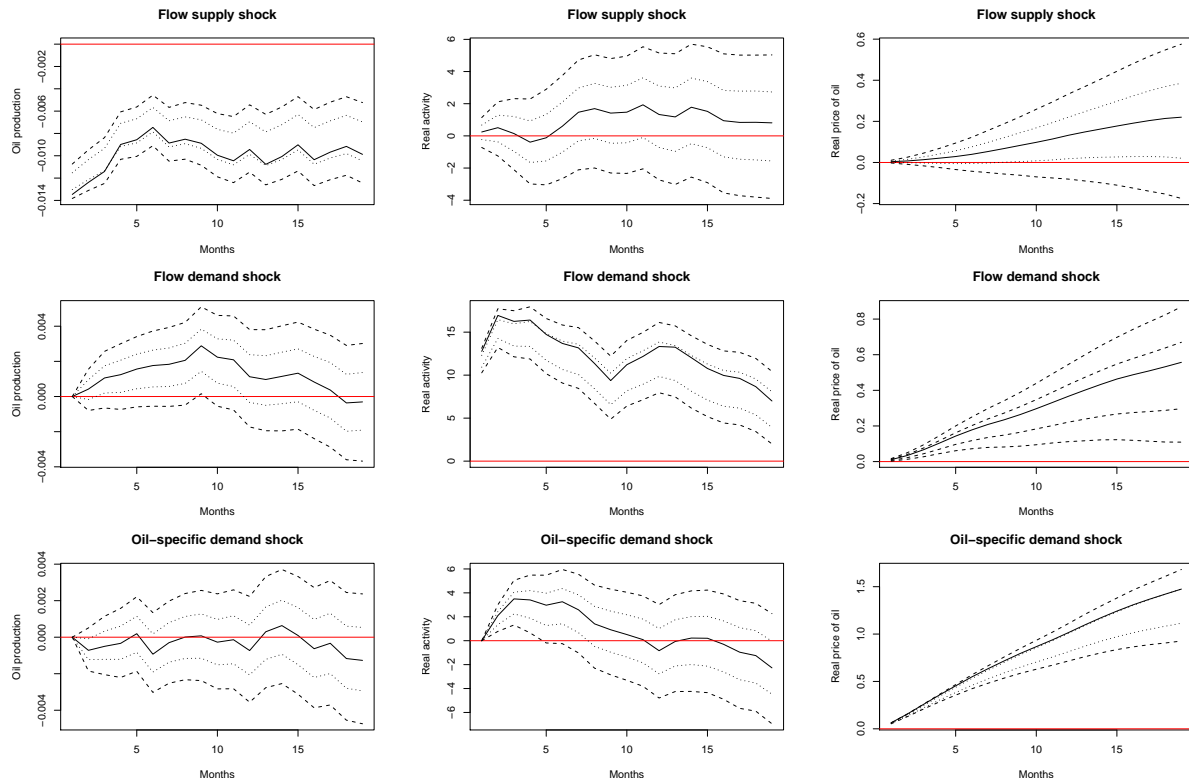 Flow supply shock
Oil production
−0.002
−0.006
−0.010
−0.014
5
10
15
Months
Flow supply shock
Real activity
6
4
2
0
−2
−4
5
10
15
Months
Flow supply shock
Real price of oil
0.6
0.4
0.2
0.0
−0.2
5
10
15
Months
Flow demand shock
Oil production
0.004
0.000
−0.004
5
10
15
Months
Flow demand shock
Real activity
15
10
5
0
5
10
15
Months
Flow demand shock
Real price of oil
0.8
0.6
0.4
0.2
0.0
5
10
15
Months
Oil−specific demand shock
Oil production
0.004
0.002
0.000
−0.004
5
10
15
Months
Oil−specific demand shock
Real activity
6
4
2
0
−2
−6
5
10
15
Months
Oil−specific demand shock
Real price of oil
1.5
1.0
0.5
0.0
5
10
15
Months